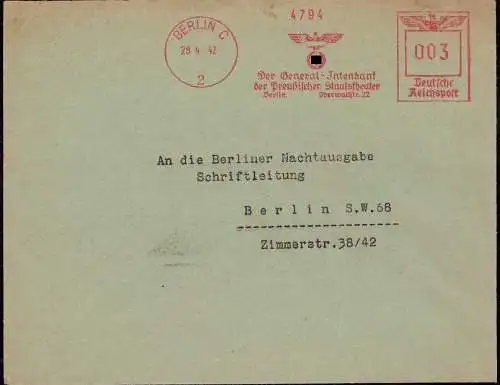 BERLIN C
28.4.42
2
4794
Der General-Intendant
der Preußischer Staatstheater
Berlin Oberwallstr. 22
003
Deutsche
Reichspost
An die Berliner Nachtausgabe
Schriftleitung
Berlin S.W.68
Zimmerstr.38/42